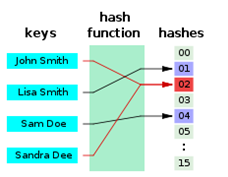 keys
hash
function
hashes
John Smith
Lisa Smith
Sam Doe
Sandra Dee
00
01
02
03
04
05
:
15